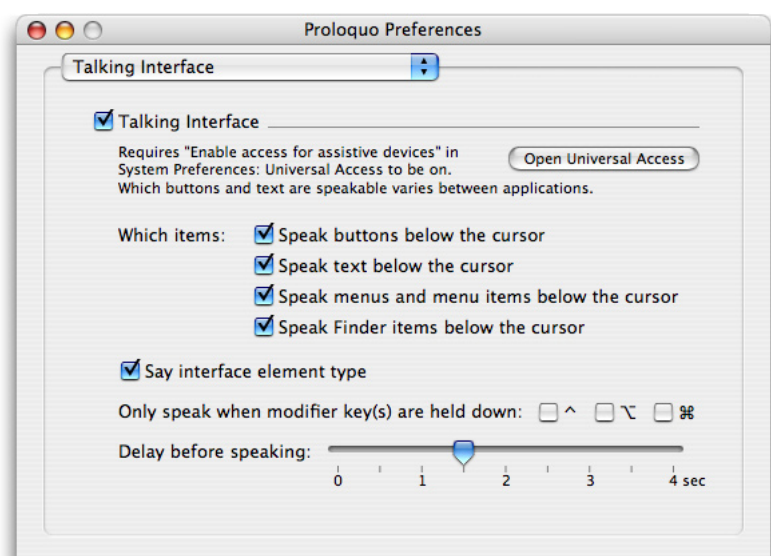 Proloquo Preferences
Talking Interface
Talking Interface
Requires "Enable access for assistive devices" in
System Preferences: Universal Access to be on.
Which buttons and text are speakable varies between applications.
Open Universal Access
Which items:
Speak buttons below the cursor
Speak text below the cursor
Speak menus and menu items below the cursor
Speak Finder items below the cursor
Say interface element type
Only speak when modifier key(s) are held down: ^ ⌥ ⌘
Delay before speaking:
0 1 2 3 4 sec